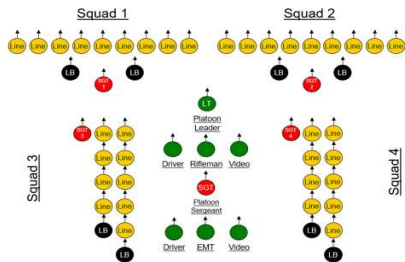 Squad 1
Squad 2
Line Line Line Line Line Line Line Line Line
Line Line Line Line Line Line Line Line Line
LB LB
LB LB
SGT
1
SGT
2
LT
Platoon
Leader
Squad 3
SGT
3
Line Line
Line Line
Line Line
Line Line
LB Line
LB
Driver Rifleman Video
SGT
Platoon
Sergeant
Driver EMT Video
SGT
4
Line Line
Line Line
Line Line
Line Line
LB Line
LB
Squad 4